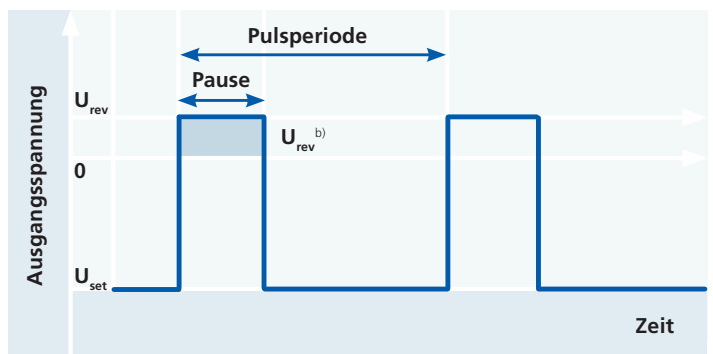 Pulsperiode
Pause
U_rev
U_rev b)
0
U_set
Ausgangsspannung
Zeit